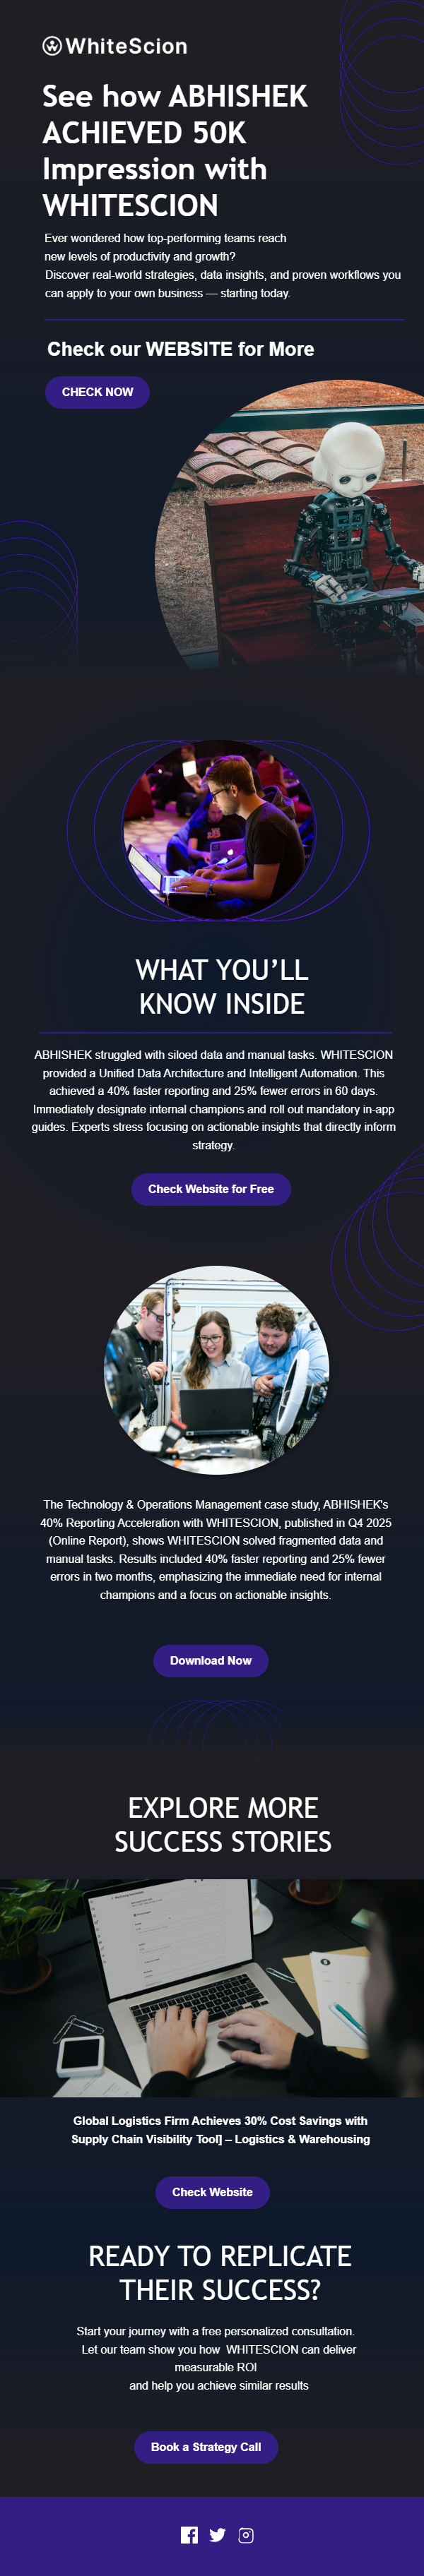 WhiteScion
See how ABHISHEK
ACHIEVED 50K
Impression with
WHITESCION
Ever wondered how top-performing teams reach
new levels of productivity and growth?
Discover real-world strategies, data insights, and proven workflows you
can apply to your own business — starting today.
Check our WEBSITE for More
CHECK NOW
WHAT YOU’LL
KNOW INSIDE
ABHISHEK struggled with siloed data and manual tasks. WHITESCION
provided a Unified Data Architecture and Intelligent Automation. This
achieved a 40% faster reporting and 25% fewer errors in 60 days.
Immediately designate internal champions and roll out mandatory in-app
guides. Experts stress focusing on actionable insights that directly inform
strategy.
Check Website for Free
The Technology & Operations Management case study, ABHISHEK's
40% Reporting Acceleration with WHITESCION, published in Q4 2025
(Online Report), shows WHITESCION solved fragmented data and
manual tasks. Results included 40% faster reporting and 25% fewer
errors in two months, emphasizing the immediate need for internal
champions and a focus on actionable insights.
Download Now
EXPLORE MORE
SUCCESS STORIES
Global Logistics Firm Achieves 30% Cost Savings with
Supply Chain Visibility Tool] – Logistics & Warehousing
Check Website
READY TO REPLICATE
THEIR SUCCESS?
Start your journey with a free personalized consultation.
Let our team show you how WHITESCION can deliver
measurable ROI
and help you achieve similar results
Book a Strategy Call